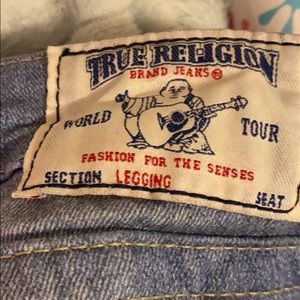 TRUE RELIGION
BRAND JEANS®
WORLD TOUR
FASHION FOR THE SENSES
SECTION LEGGING
SEAT